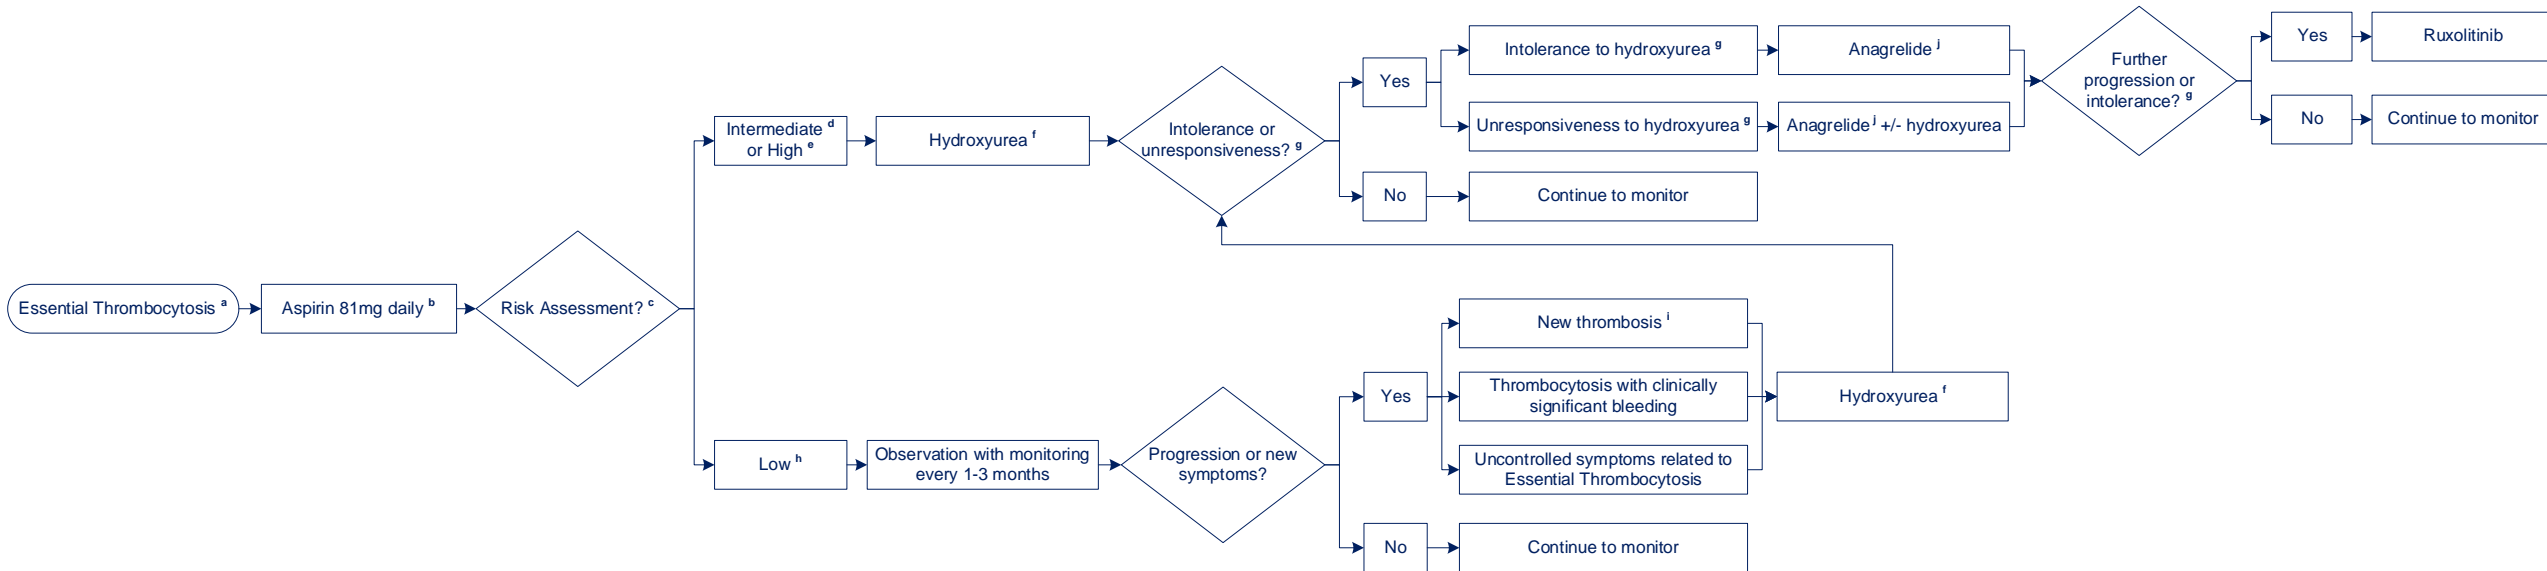 Essential Thrombocytosis a
Aspirin 81mg daily b
Risk Assessment? c
Intermediate d
or High e
Hydroxyurea f
Intolerance or
unresponsiveness? g
Yes
Intolerance to hydroxyurea g
Anagrelide j
Unresponsiveness to hydroxyurea g
Anagrelide j +/- hydroxyurea
No
Continue to monitor
Further
progression or
intolerance? g
Yes
Ruxolitinib
No
Continue to monitor
Low h
Observation with monitoring
every 1-3 months
Progression or new
symptoms?
Yes
New thrombosis i
Thrombocytosis with clinically
significant bleeding
Uncontrolled symptoms related to
Essential Thrombocytosis
Hydroxyurea f
No
Continue to monitor